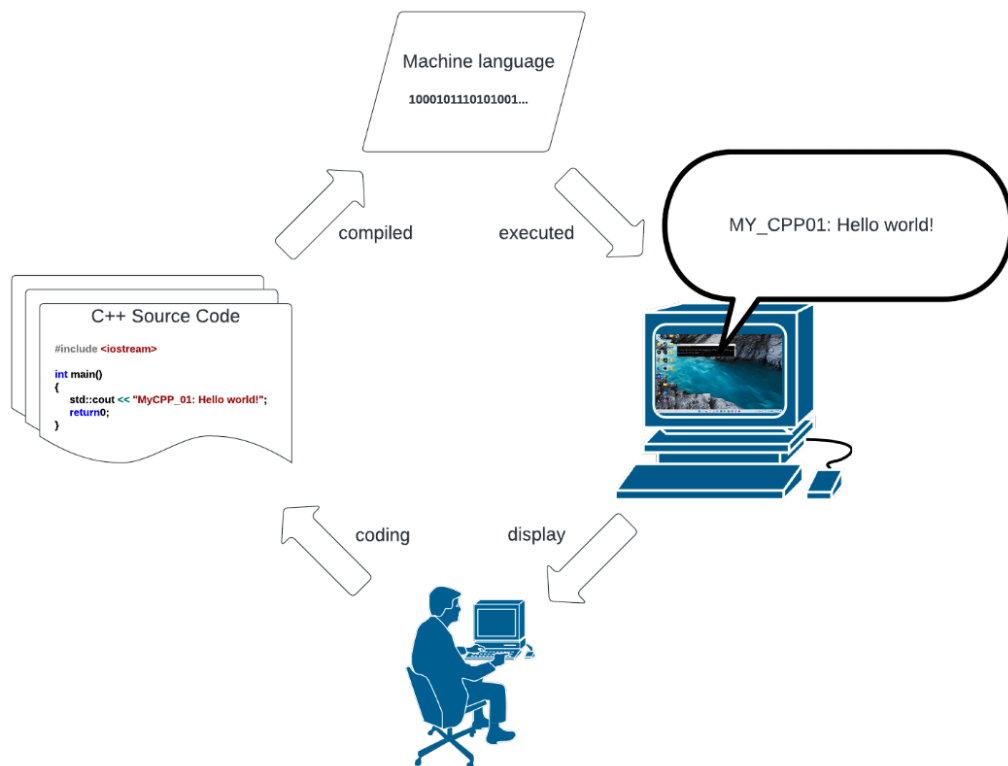 Machine language
1000101110101001...
compiled
executed
MY_CPP01: Hello world!
C++ Source Code
#include <iostream>
int main()
{
std::cout << "MyCPP_01: Hello world!";
return0;
}
coding
display